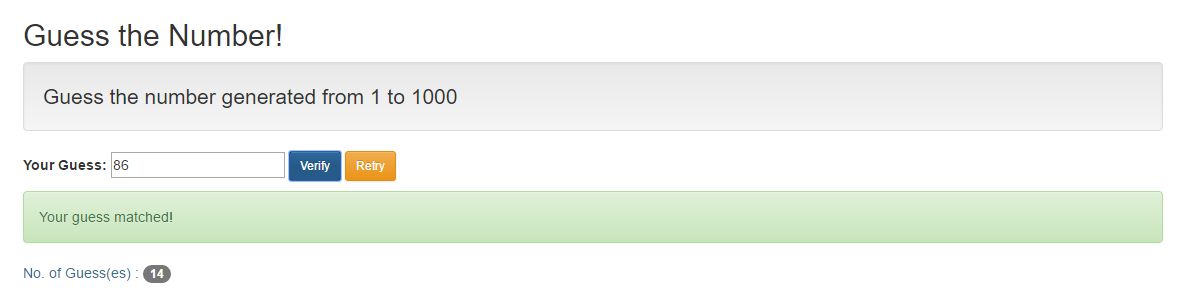 Guess the Number!
Guess the number generated from 1 to 1000
Your Guess: 86 Verify Retry
Your guess matched!
No. of Guess(es) : 14